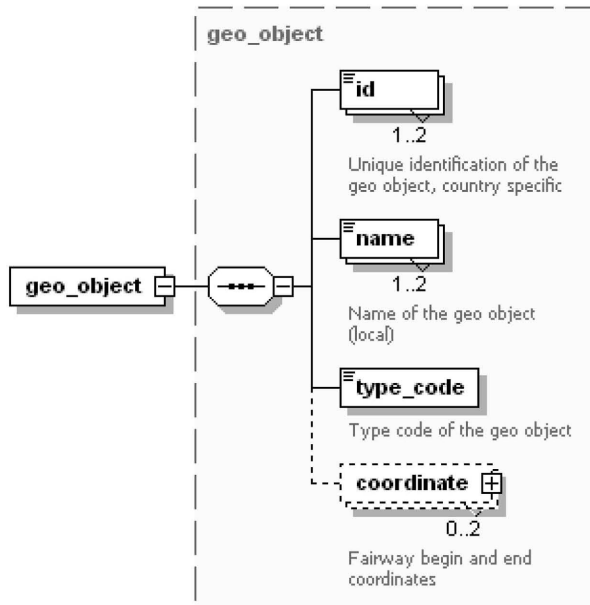 geo_object
id
1..2
Unique identification of the
geo object, country specific
name
1..2
Name of the geo object
(local)
geo_object
type_code
Type code of the geo object
coordinate
0..2
Fairway begin and end
coordinates